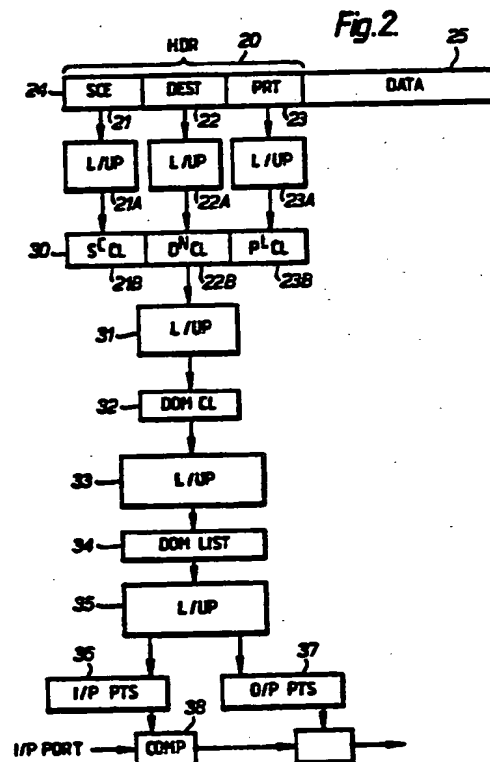 Fig.2.
HDR 20 25
24 SCE DEST PRT DATA
21 22 23
L/UP L/UP L/UP
21A 22A 23A
30 S^C CL D^N CL P^L CL
21B 22B 23B
31 L/UP
32 DOM CL
33 L/UP
34 DOM LIST
35 L/UP
36 37
I/P PTS O/P PTS
38
I/P PORT COMP